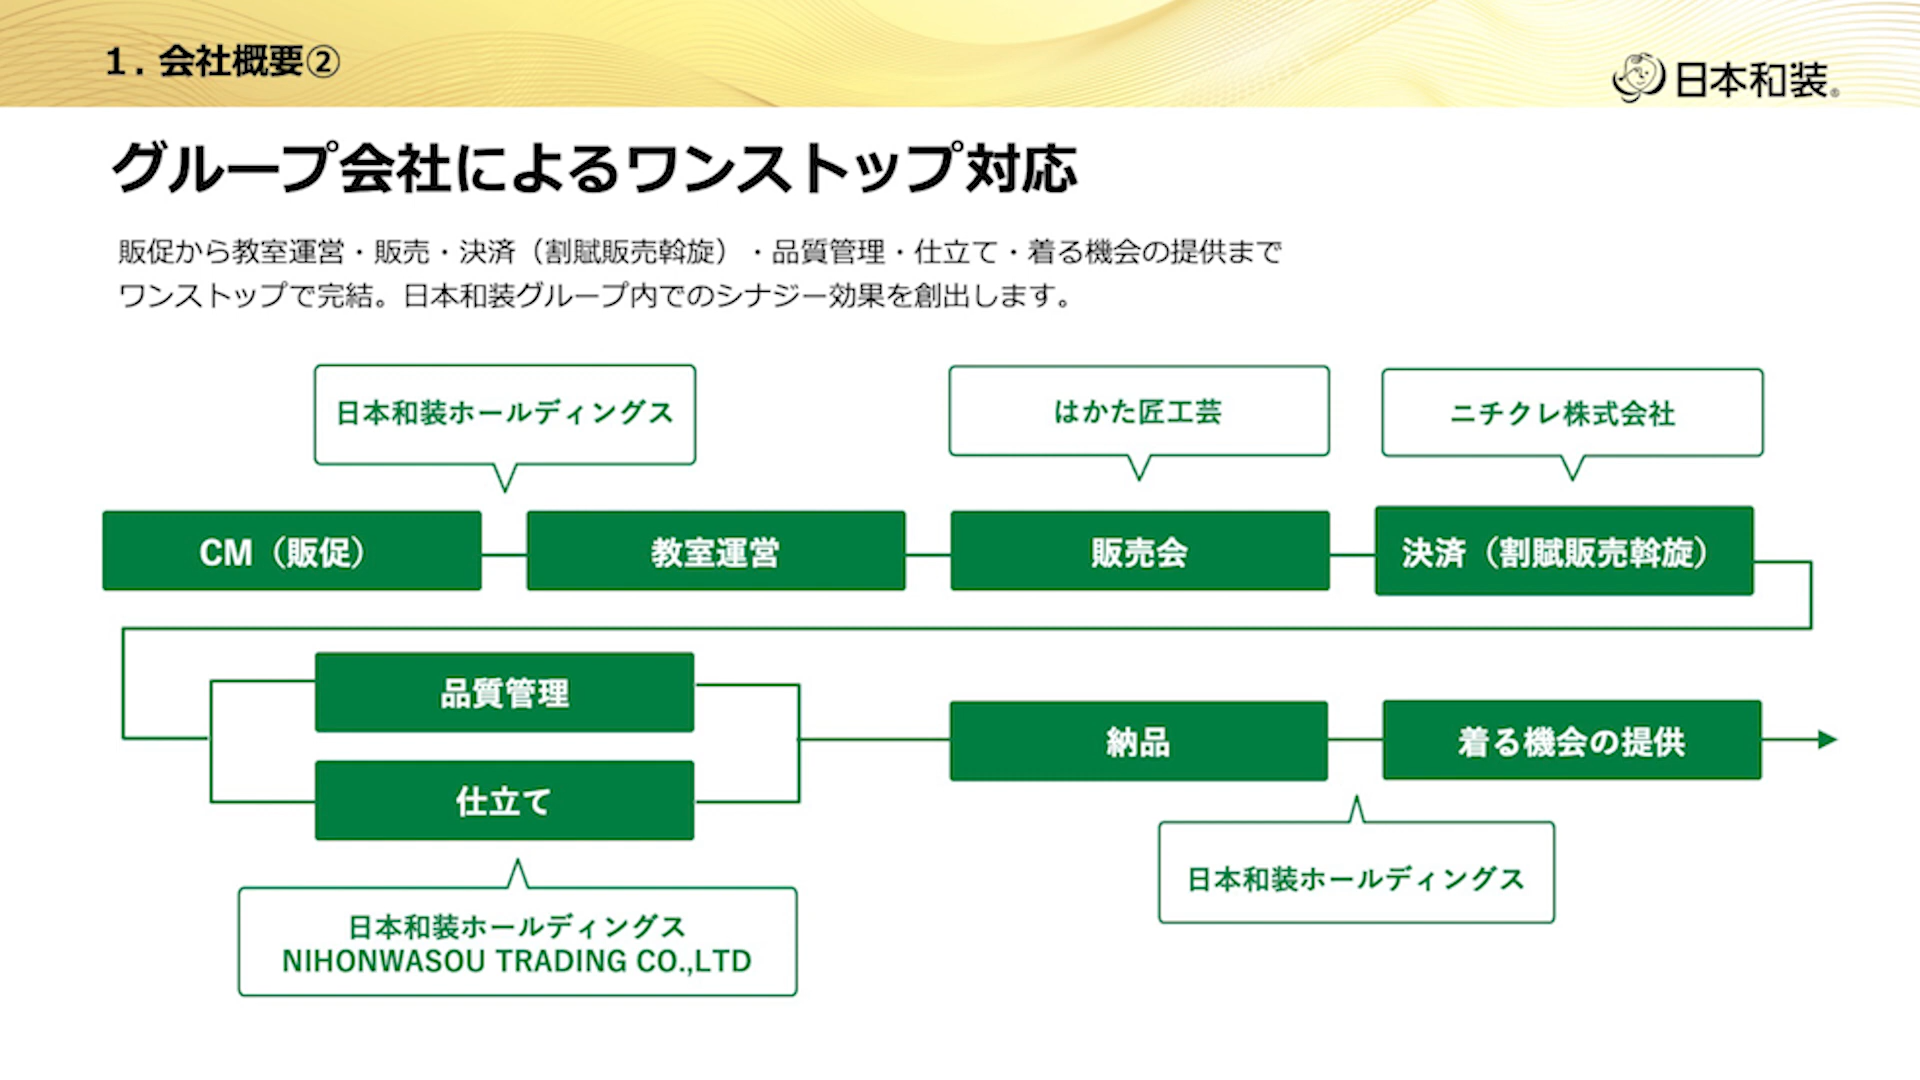 1. 会社概要②
日本和装®
グループ会社によるワンストップ対応
販促から教室運営・販売・決済（割賦販売斡旋）・品質管理・仕立て・着る機会の提供まで
ワンストップで完結。日本和装グループ内でのシナジー効果を創出します。
日本和装ホールディングス
はかた匠工芸
ニチクレ株式会社
CM（販促）
教室運営
販売会
決済（割賦販売斡旋）
品質管理
仕立て
納品
着る機会の提供
日本和装ホールディングス
NIHONWASOU TRADING CO.,LTD
日本和装ホールディングス